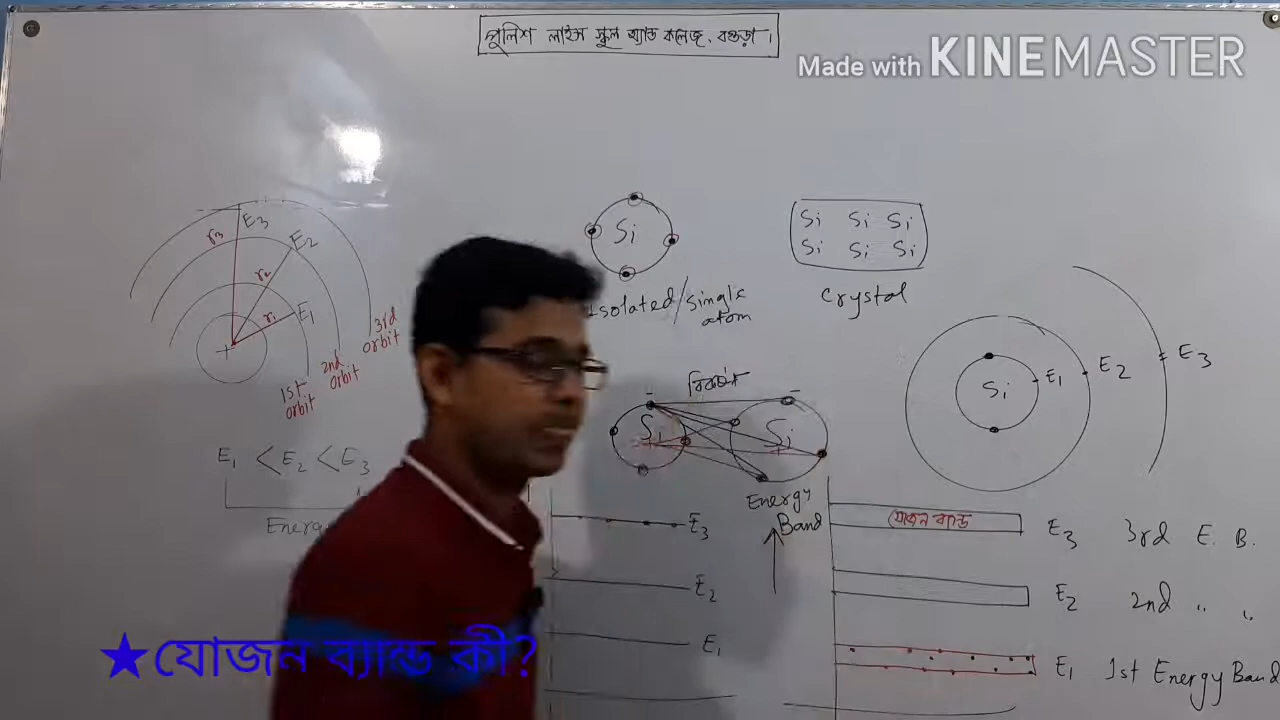 পুলিশ লাইন্স স্কুল অ্যান্ড কলেজ, বগুড়া।
Made with KINEMASTER
E3
r3
E2
r2
r1
E1
+
1st orbit
2nd orbit
3rd orbit
E1 < E2 < E3
Si
Isolated/single
atom
Si Si Si
Si Si Si
Crystal
বিকর্ষণ
Si
Si
Si
E1
E2
E3
Energy
Band
E3
E2
E1
যোজন ব্যান্ড
E3 3rd E. B.
E2 2nd " "
E1 1st Energy Band
★যোজন ব্যান্ড কী?